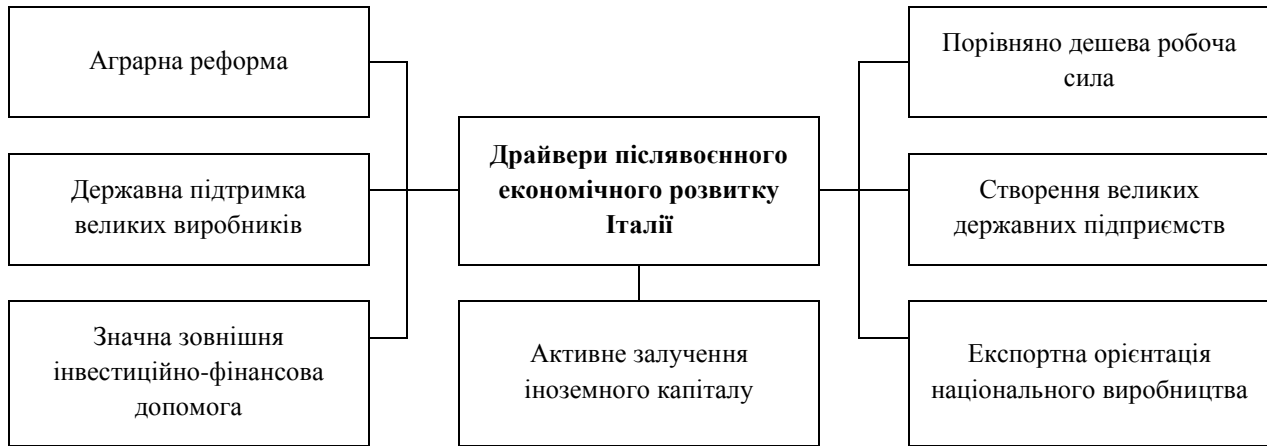 Аграрна реформа
Державна підтримка
великих виробників
Значна зовнішня
інвестиційно-фінансова
допомога
Драйвери післявоєнного
економічного розвитку
Італії
Активне залучення
іноземного капіталу
Порівняно дешева робоча
сила
Створення великих
державних підприємств
Експортна орієнтація
національного виробництва